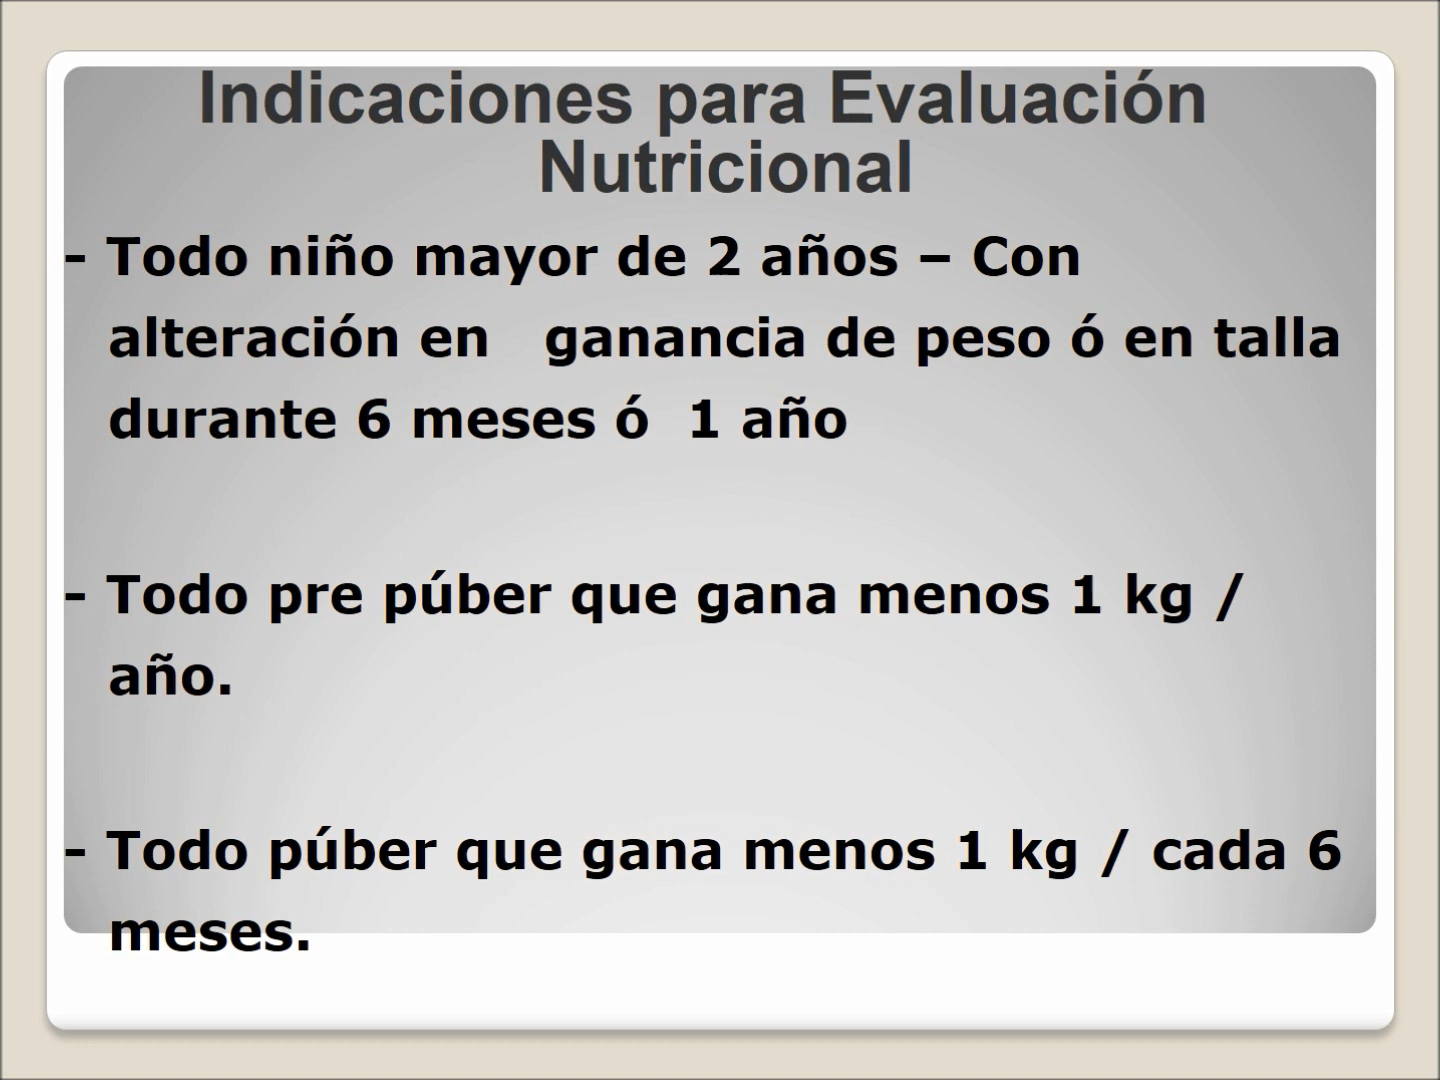 Indicaciones para Evaluación
Nutricional
- Todo niño mayor de 2 años – Con
alteración en ganancia de peso ó en talla
durante 6 meses ó 1 año
- Todo pre púber que gana menos 1 kg /
año.
- Todo púber que gana menos 1 kg / cada 6
meses.